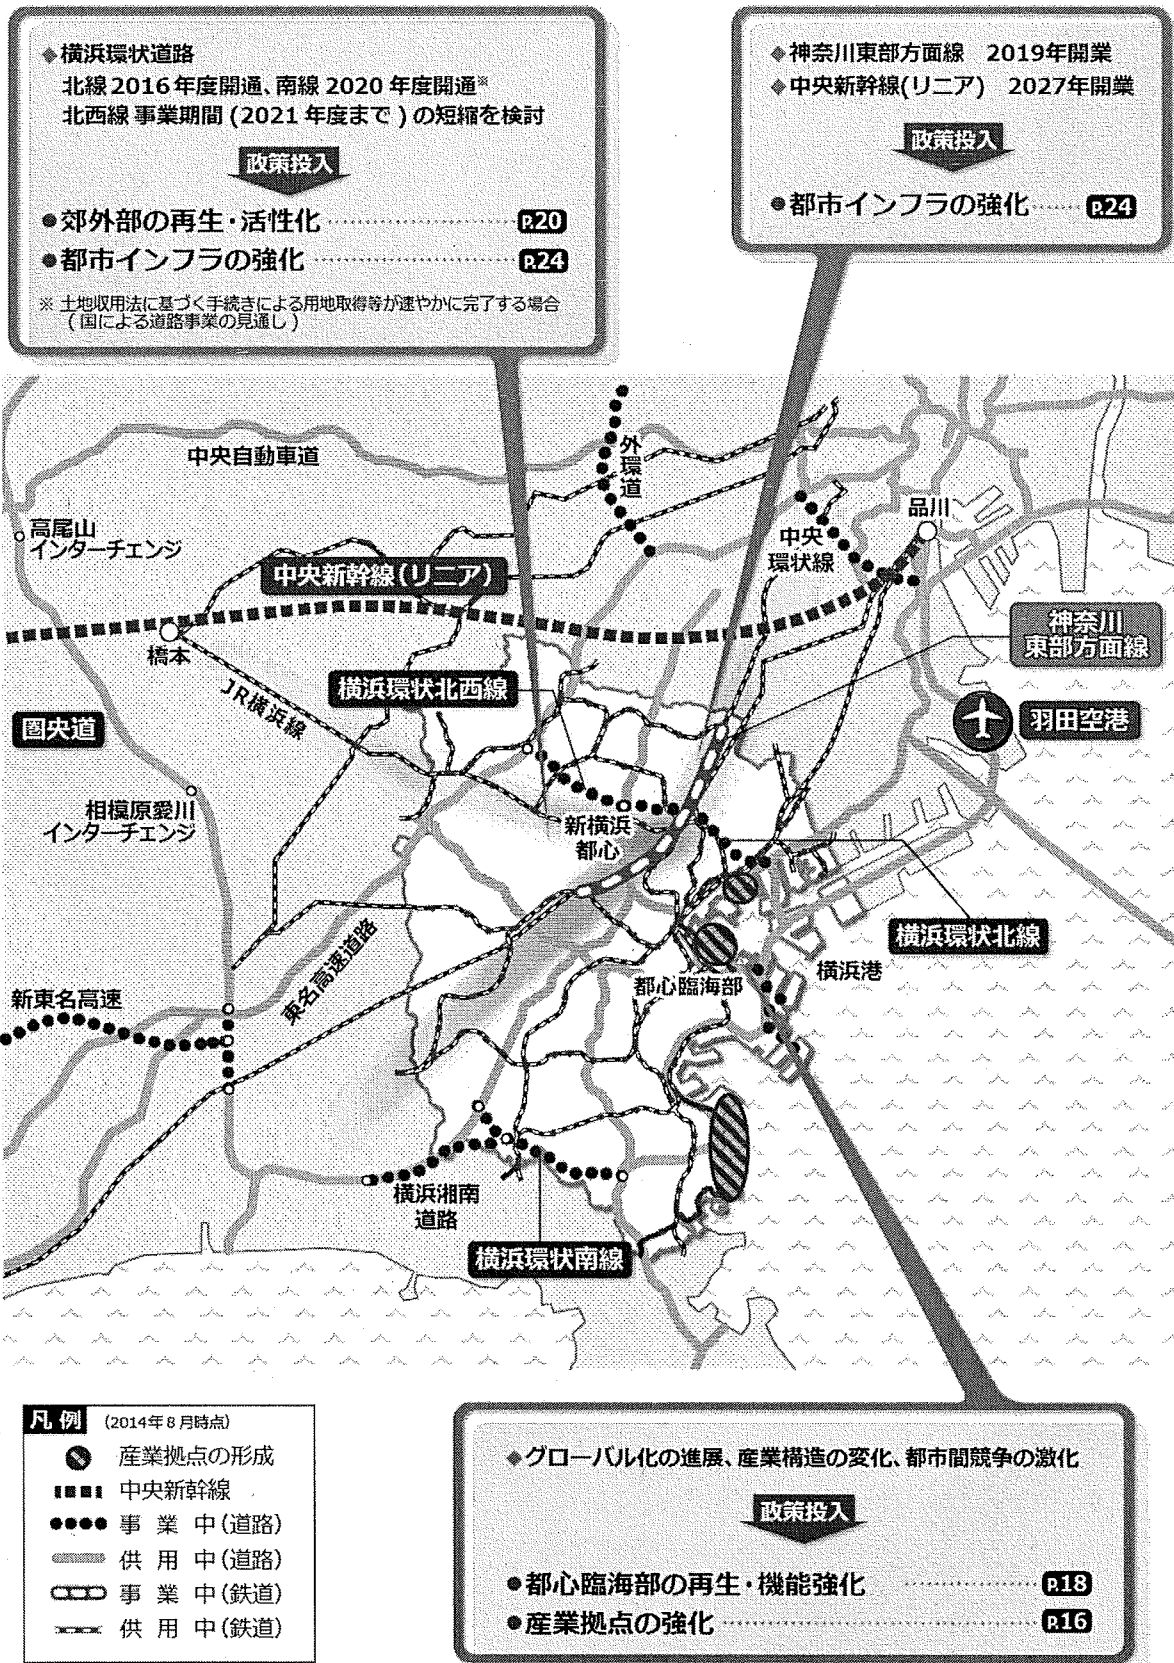 ◆横浜環状道路
北線2016年度開通、南線2020年度開通※
北西線 事業期間(2021年度まで)の短縮を検討
政策投入
●郊外部の再生・活性化 P.20
●都市インフラの強化 P.24
※ 土地収用法に基づく手続きによる用地取得等が速やかに完了する場合
(国による道路事業の見通し)
◆神奈川東部方面線 2019年開業
◆中央新幹線(リニア) 2027年開業
政策投入
●都市インフラの強化 P.24
中央自動車道
外環道
高尾山
インターチェンジ
品川
中央
環状線
中央新幹線(リニア)
神奈川
東部方面線
橋本
横浜環状北西線
JR横浜線
圏央道
羽田空港
相模原愛川
インターチェンジ
新横浜
都心
横浜環状北線
東名高速道路
横浜港
都心臨海部
新東名高速
横浜湘南
道路
横浜環状南線
凡例 (2014年8月時点)
産業拠点の形成
中央新幹線
事業中(道路)
供用中(道路)
事業中(鉄道)
供用中(鉄道)
◆グローバル化の進展、産業構造の変化、都市間競争の激化
政策投入
●都心臨海部の再生・機能強化 P.18
●産業拠点の強化 P.16